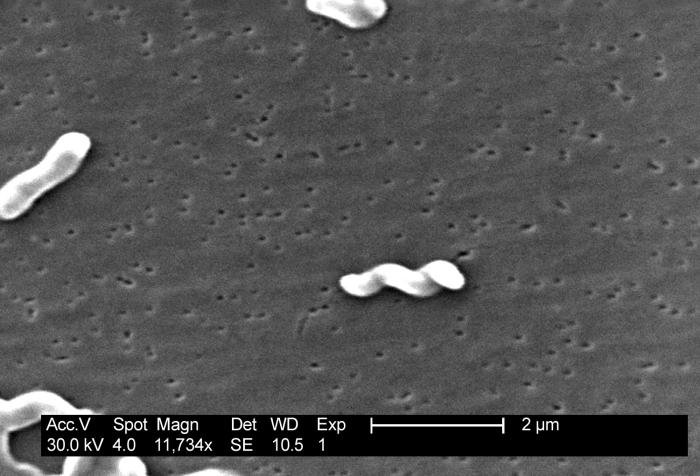 Acc.V Spot Magn Det WD Exp 2 µm
30.0 kV 4.0 11,734x SE 10.5 1